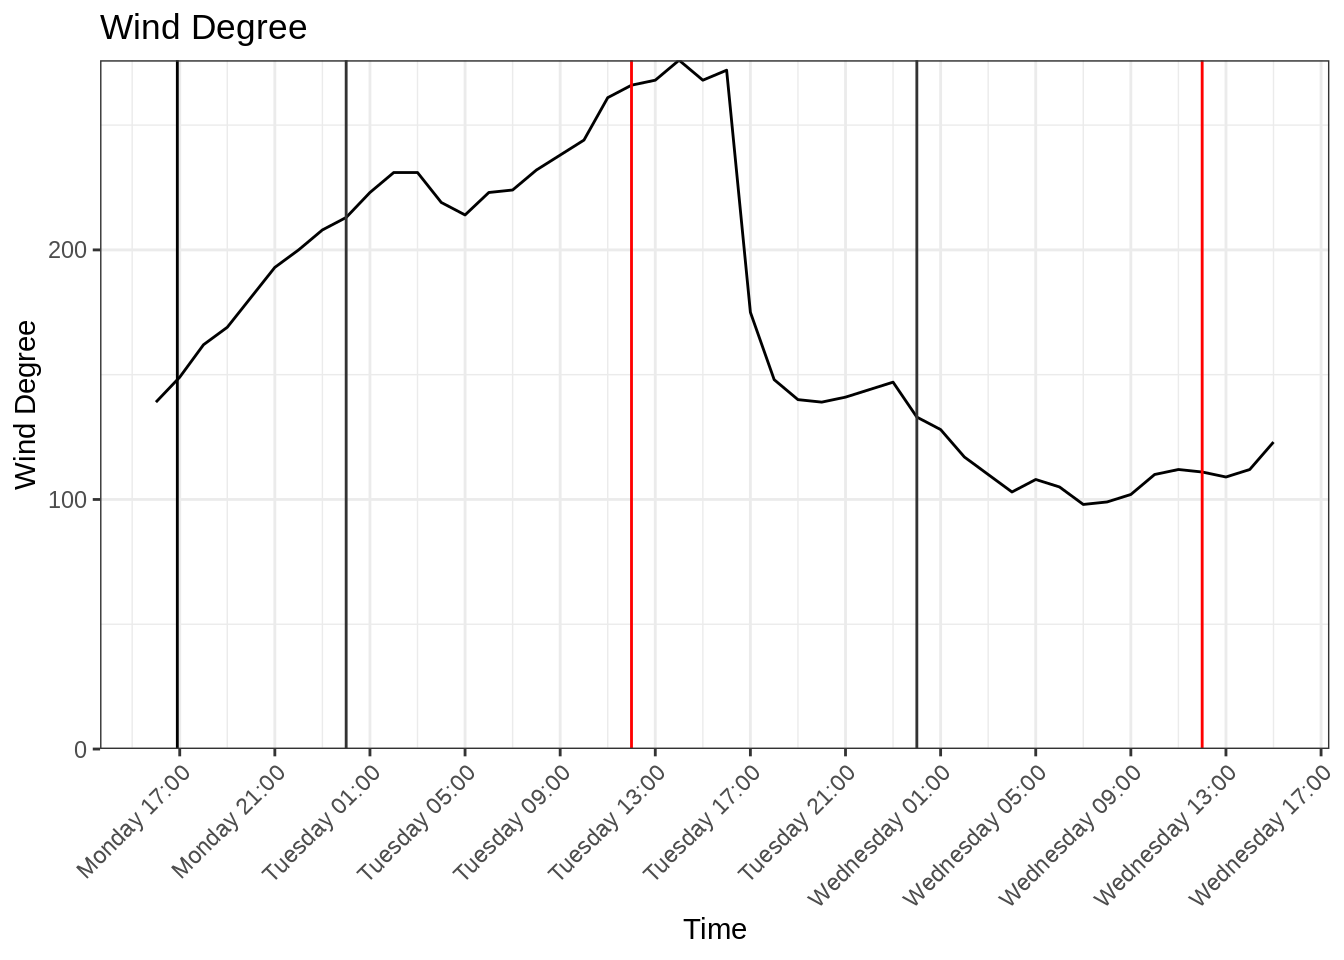 Wind Degree
Wind Degree
200
100
0
Monday 17:00
Monday 21:00
Tuesday 01:00
Tuesday 05:00
Tuesday 09:00
Tuesday 13:00
Tuesday 17:00
Tuesday 21:00
Wednesday 01:00
Wednesday 05:00
Wednesday 09:00
Wednesday 13:00
Wednesday 17:00
Time